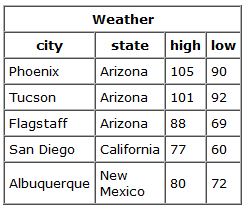 Weather
city state high low
Phoenix Arizona 105 90
Tucson Arizona 101 92
Flagstaff Arizona 88 69
San Diego California 77 60
Albuquerque New Mexico 80 72